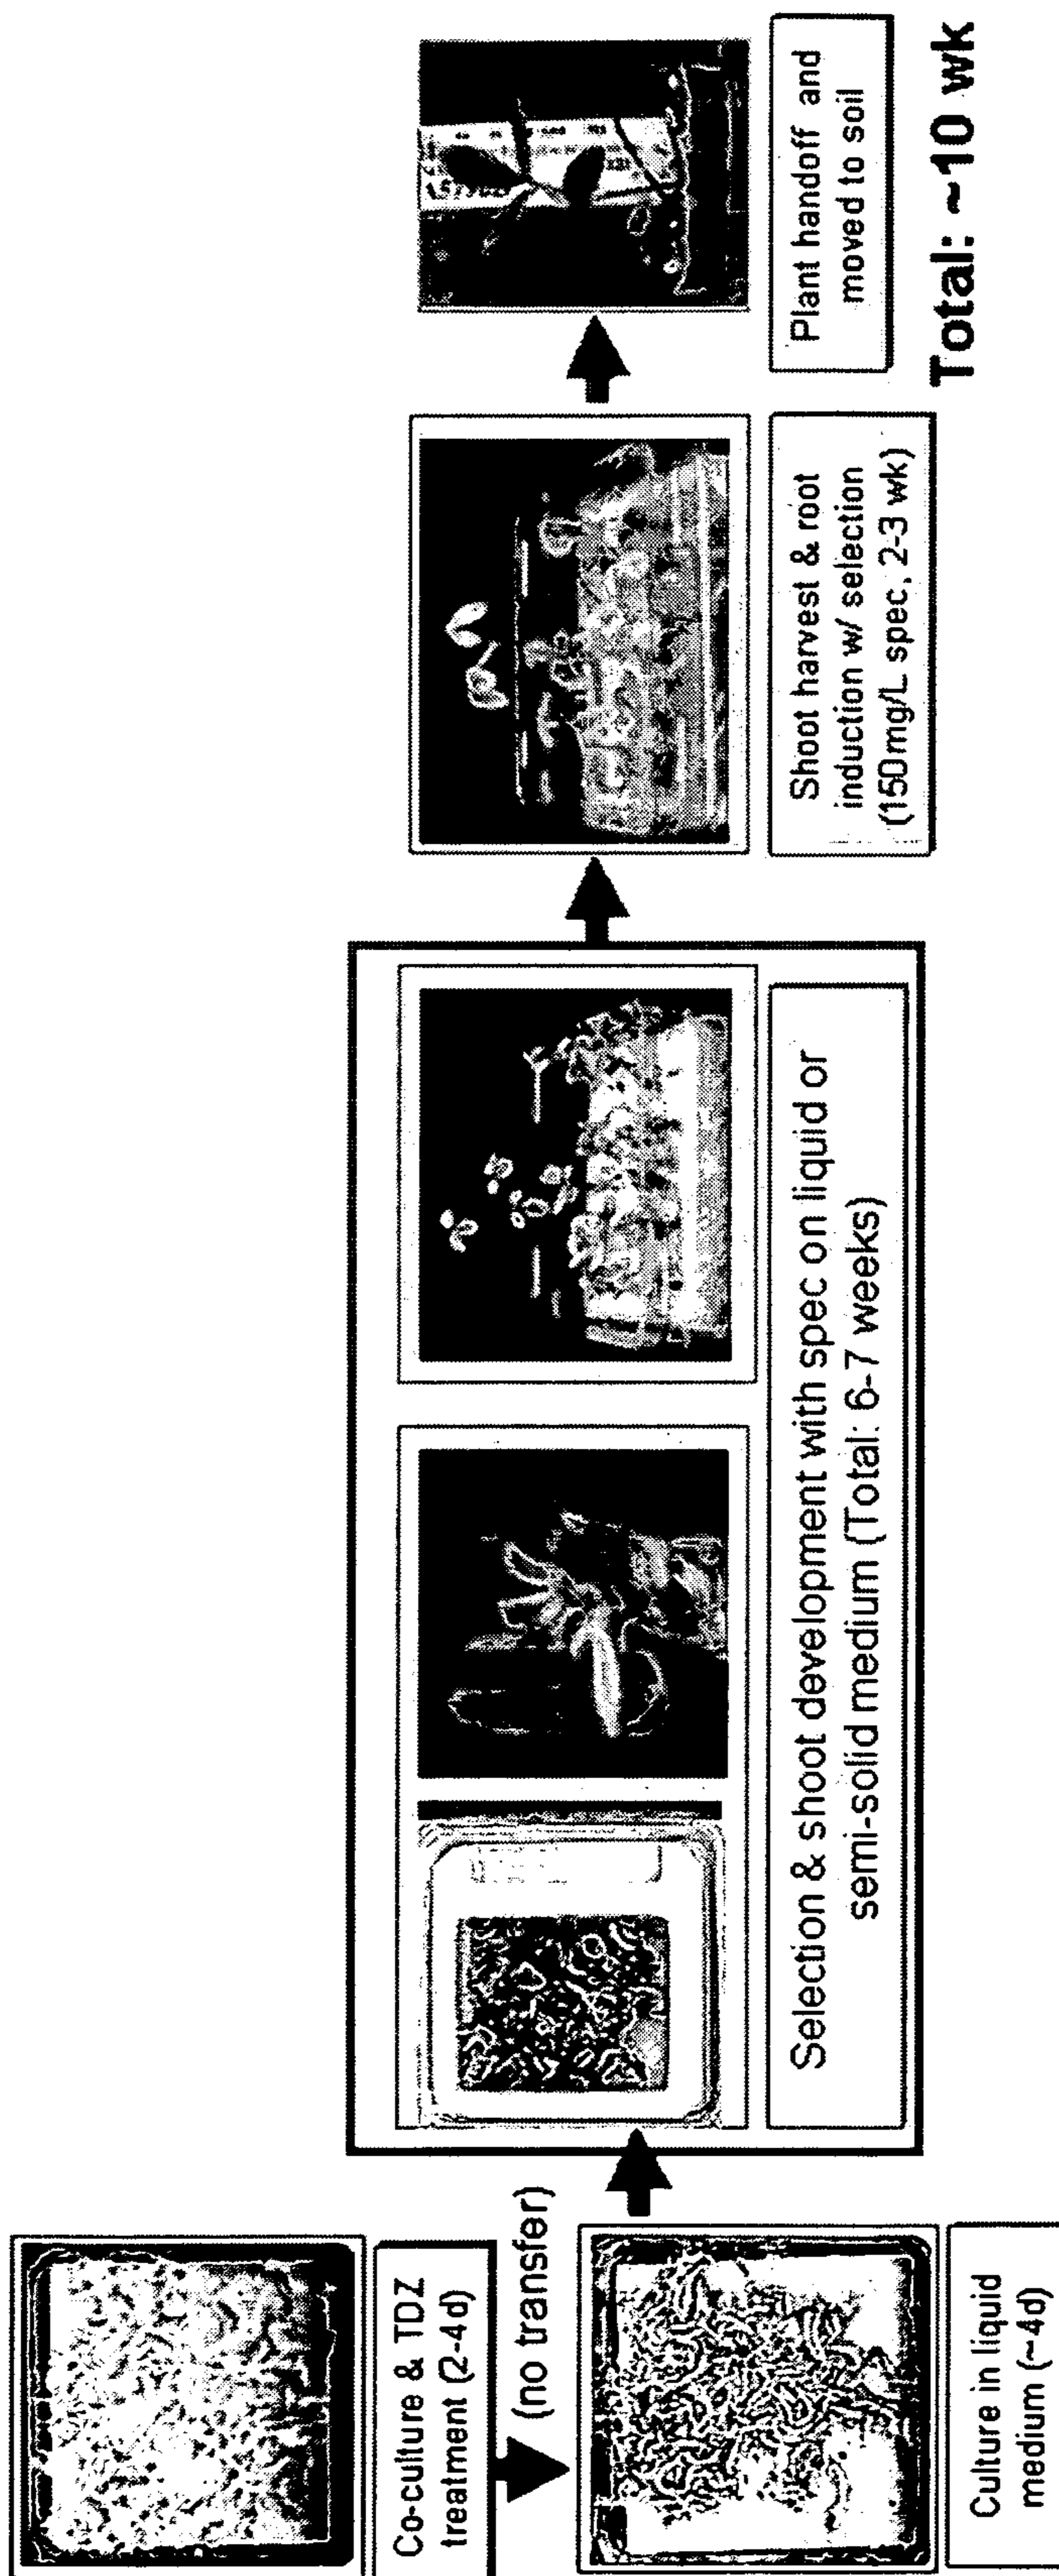 Co-culture & TDZ
treatment (2-4d)
(no transfer)
Culture in liquid
medium (~4d)
Selection & shoot development with spec on liquid or
semi-solid medium (Total: 6-7 weeks)
Shoot harvest & root
induction w/ selection
(150mg/L spec, 2-3 wk)
Plant handoff and
moved to soil
Total: ~10 wk